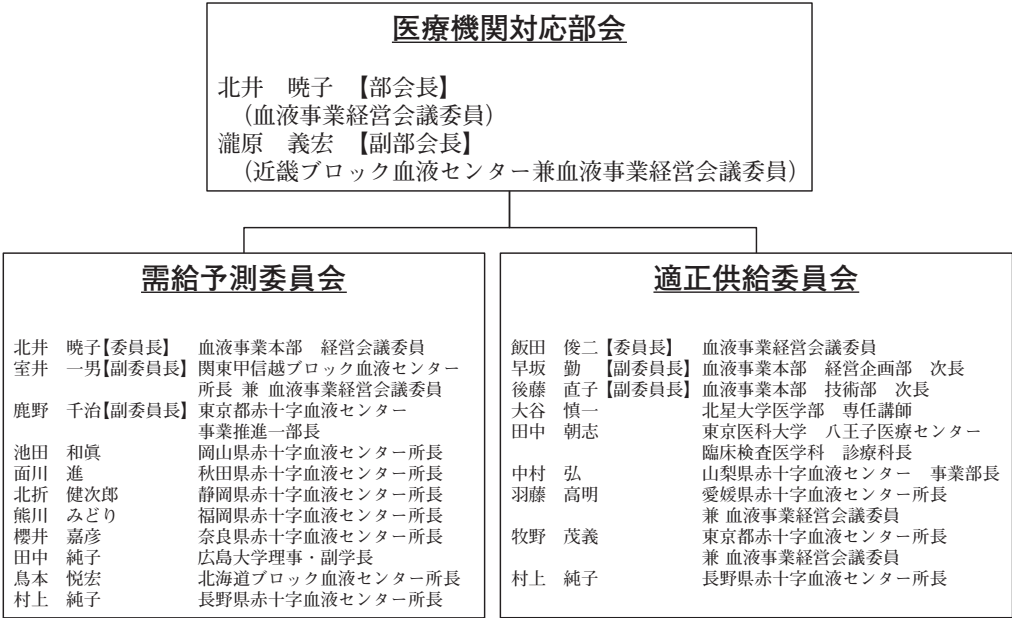 医療機関対応部会
北井　暁子　【部会長】
（血液事業経営会議委員）
瀧原　義宏　【副部会長】
（近畿ブロック血液センター兼血液事業経営会議委員）
需給予測委員会
北井　暁子【委員長】　血液事業本部　経営会議委員
室井　一男【副委員長】関東甲信越ブロック血液センター
所長 兼 血液事業経営会議委員
鹿野　千治【副委員長】東京都赤十字血液センター
事業推進一部長
池田　和眞　岡山県赤十字血液センター所長
面川　進　秋田県赤十字血液センター所長
北折　健次郎　静岡県赤十字血液センター所長
熊川　みどり　福岡県赤十字血液センター所長
櫻井　嘉彦　奈良県赤十字血液センター所長
田中　純子　広島大学理事・副学長
鳥本　悦宏　北海道ブロック血液センター所長
村上　純子　長野県赤十字血液センター所長
適正供給委員会
飯田　俊二【委員長】　血液事業経営会議委員
早坂　勤　【副委員長】血液事業本部　経営企画部　次長
後藤　直子【副委員長】血液事業本部　技術部　次長
大谷　慎一　北星大学医学部　専任講師
田中　朝志　東京医科大学　八王子医療センター
臨床検査医学科　診療科長
中村　弘　山梨県赤十字血液センター　事業部長
羽藤　高明　愛媛県赤十字血液センター所長
兼 血液事業経営会議委員
牧野　茂義　東京都赤十字血液センター所長
兼 血液事業経営会議委員
村上　純子　長野県赤十字血液センター所長